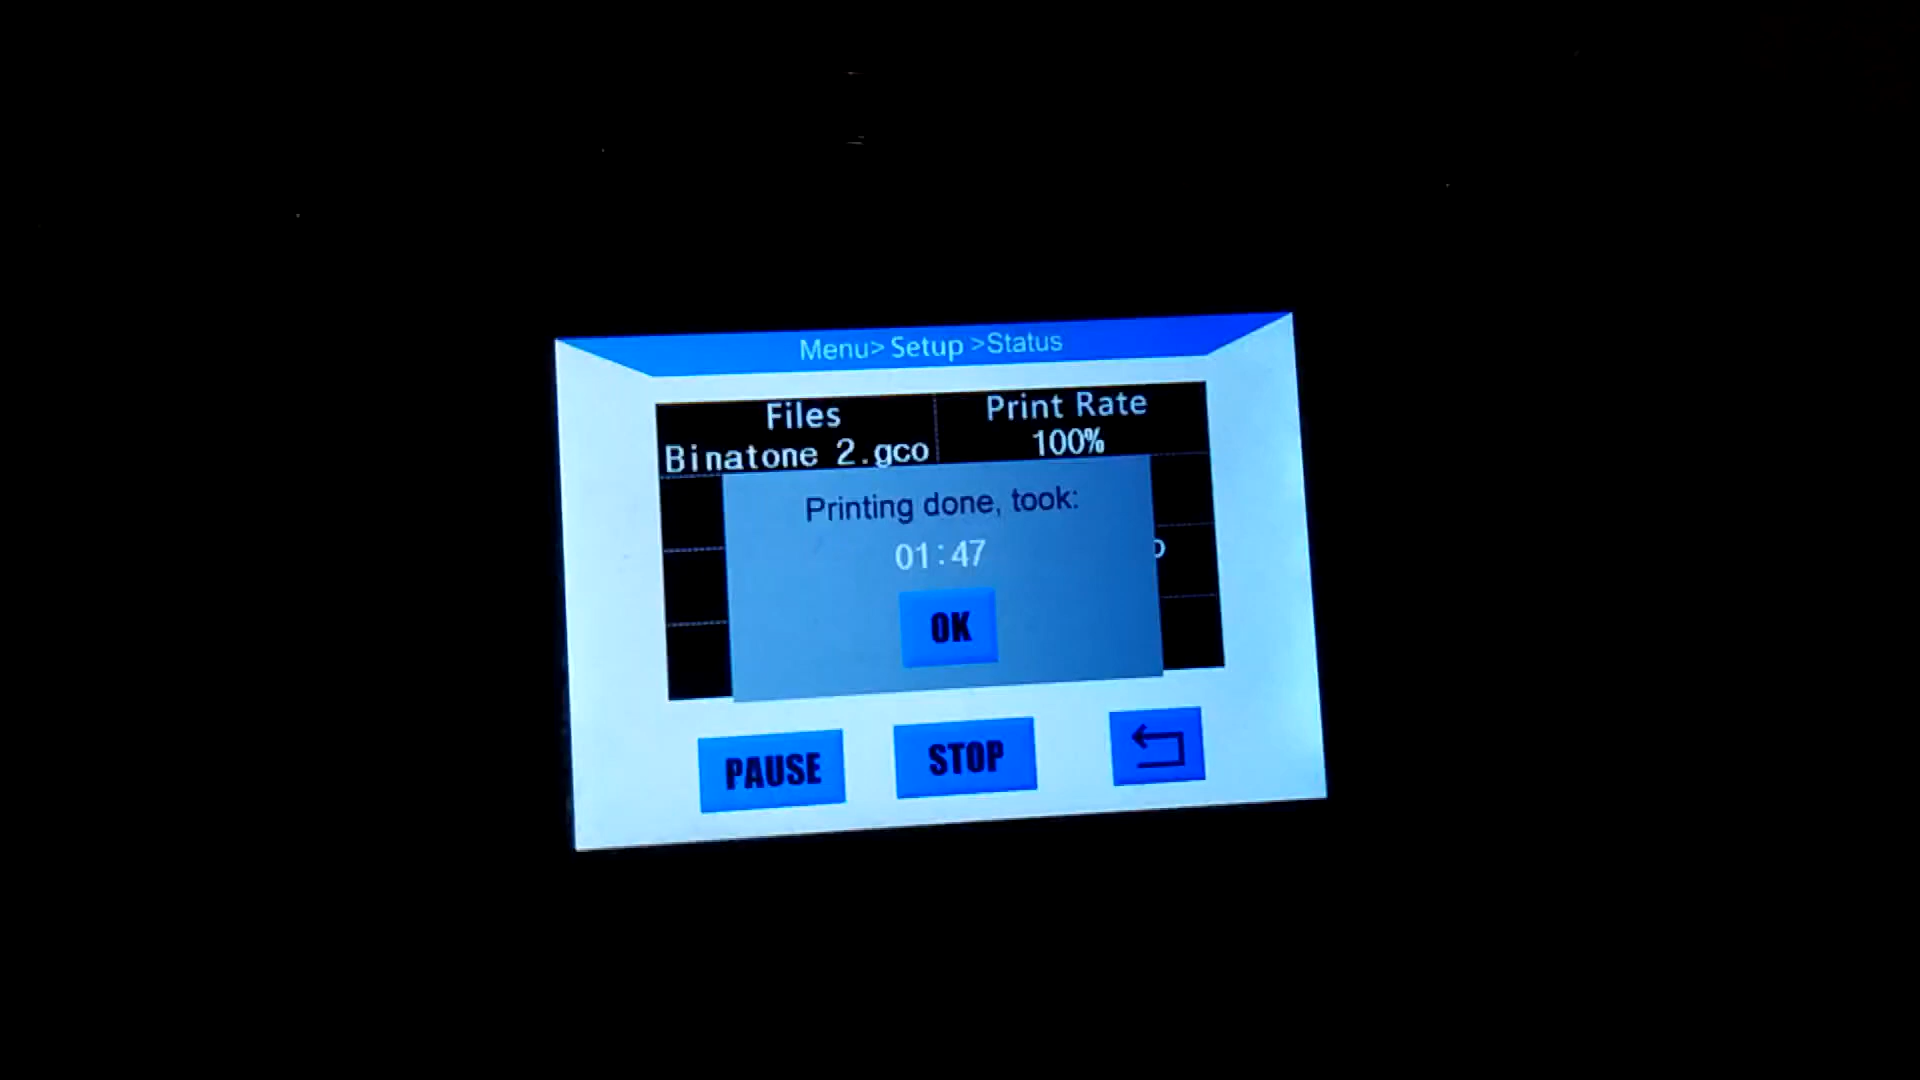 Menu> Setup >Status
Files
Binatone 2.gco
Print Rate
100%
Printing done, took:
01:47
OK
PAUSE
STOP